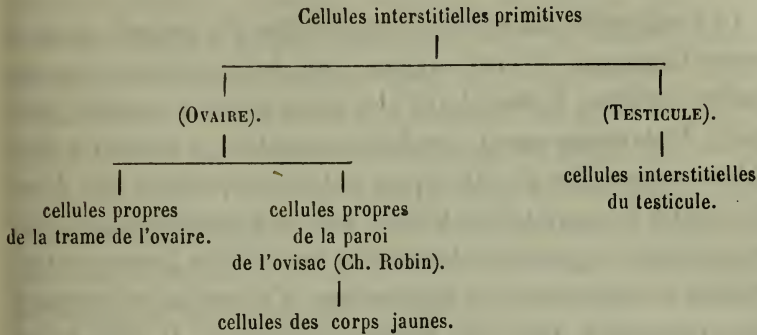 Cellules interstitielles primitives
(OVAIRE).
(TESTICULE).
cellules propres
de la trame de l'ovaire.
cellules propres
de la paroi
de l'ovisac (Ch. Robin).
cellules interstitielles
du testicule.
cellules des corps jaunes.